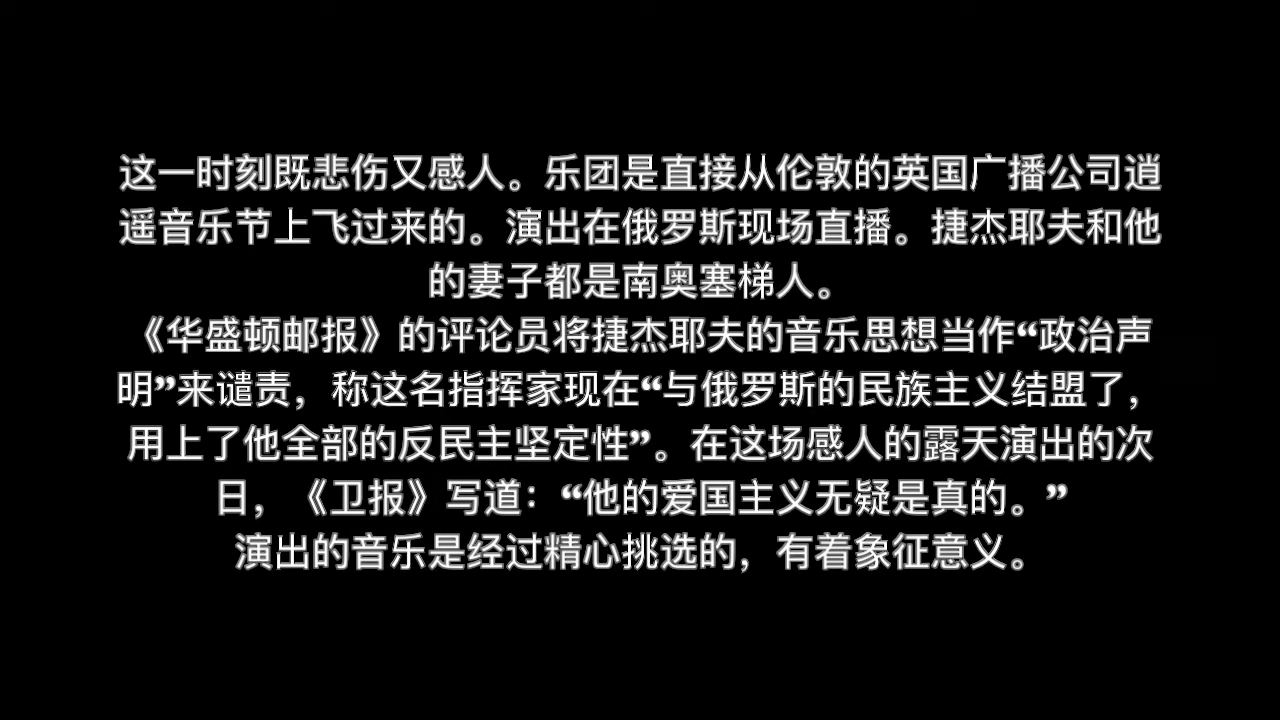 这一时刻既悲伤又感人。乐团是直接从伦敦的英国广播公司逍
遥音乐节上飞过来的。演出在俄罗斯现场直播。捷杰耶夫和他
的妻子都是南奥塞梯人。
《华盛顿邮报》的评论员将捷杰耶夫的音乐思想当作“政治声
明”来谴责，称这名指挥家现在“与俄罗斯的民族主义结盟了，
用上了他全部的反民主坚定性”。在这场感人的露天演出的次
日，《卫报》写道：“他的爱国主义无疑是真的。”
演出的音乐是经过精心挑选的，有着象征意义。